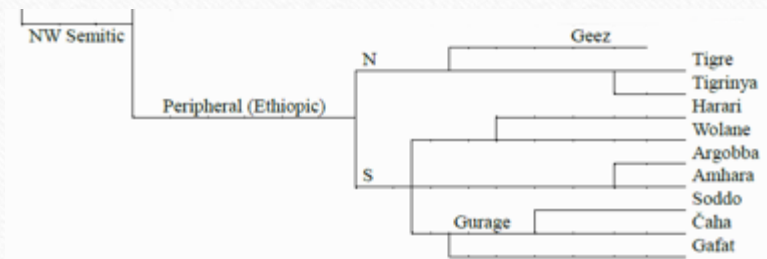 NW Semitic
Geez
N
Tigre
Tigrinya
Peripheral (Ethiopic)
Harari
Wolane
Argobba
S
Amhara
Soddo
Gurage
Čaha
Gafat